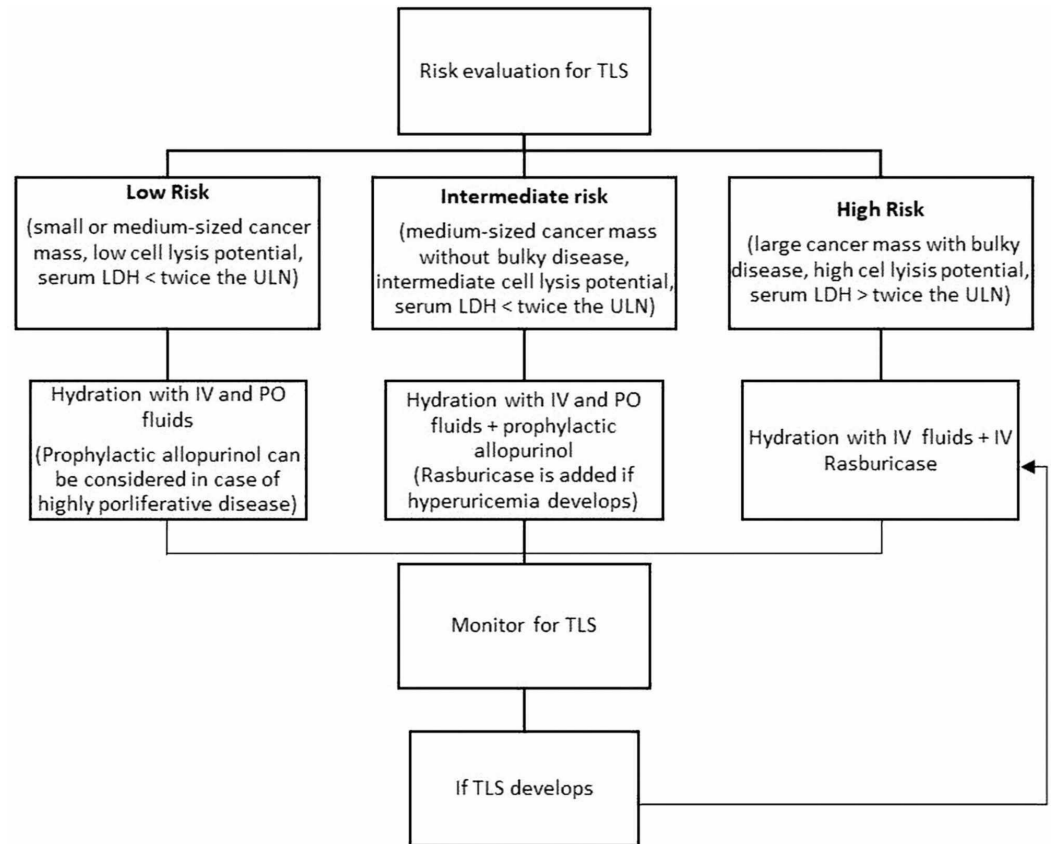 Risk evaluation for TLS
Low Risk
(small or medium-sized cancer
mass, low cell lysis potential,
serum LDH < twice the ULN)
Intermediate risk
(medium-sized cancer mass
without bulky disease,
intermediate cell lysis potential,
serum LDH < twice the ULN)
High Risk
(large cancer mass with bulky
disease, high cel lyisis potential,
serum LDH > twice the ULN)
Hydration with IV and PO
fluids
(Prophylactic allopurinol can
be considered in case of
highly porliferative disease)
Hydration with IV and PO
fluids + prophylactic
allopurinol
(Rasburicase is added if
hyperuricemia develops)
Hydration with IV fluids + IV
Rasburicase
Monitor for TLS
If TLS develops